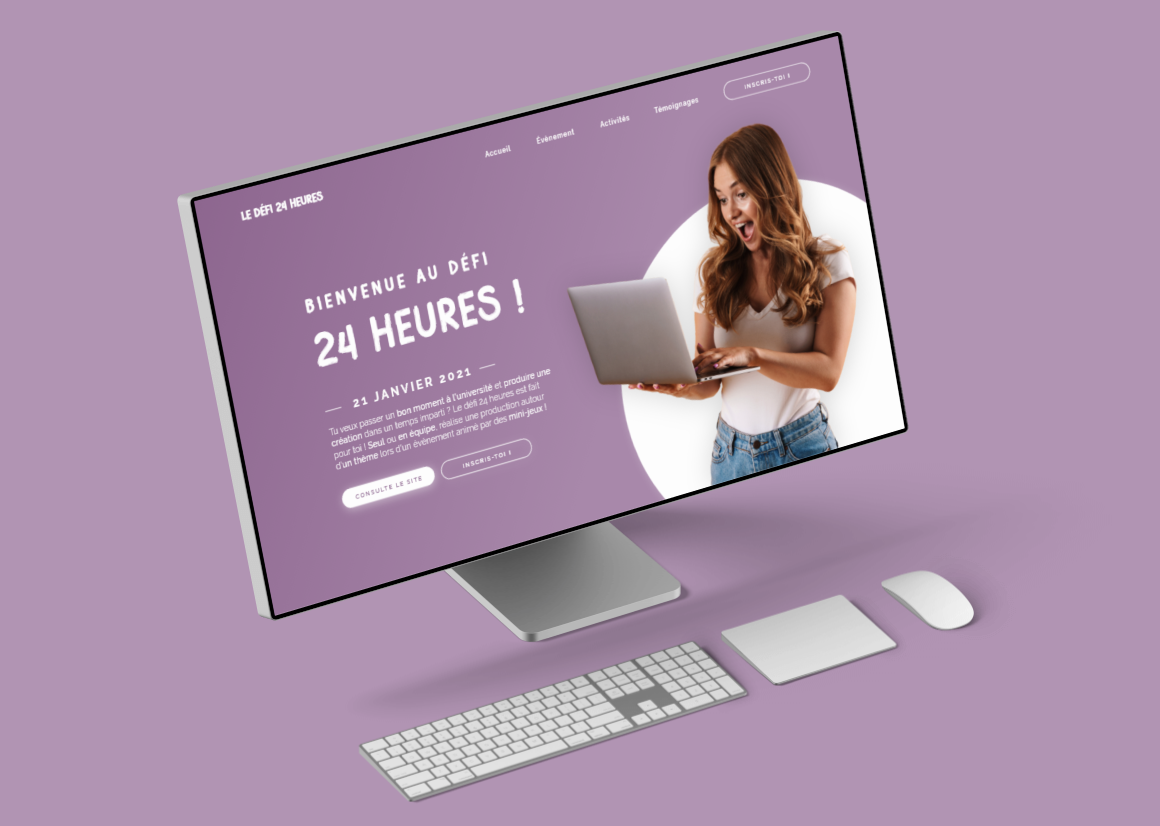 Accueil Évènement Activités Témoignages INSCRIS-TOI !
LE DÉFI 24 HEURES
BIENVENUE AU DÉFI
24 HEURES !
21 JANVIER 2021
Tu veux passer un bon moment à l'université et produire une
création dans un temps imparti ? Le défi 24 heures est fait
pour toi ! Seul ou en équipe, réalise une production autour
d'un thème lors d'un évènement animé par des mini-jeux !
CONSULTE LE SITE INSCRIS-TOI !